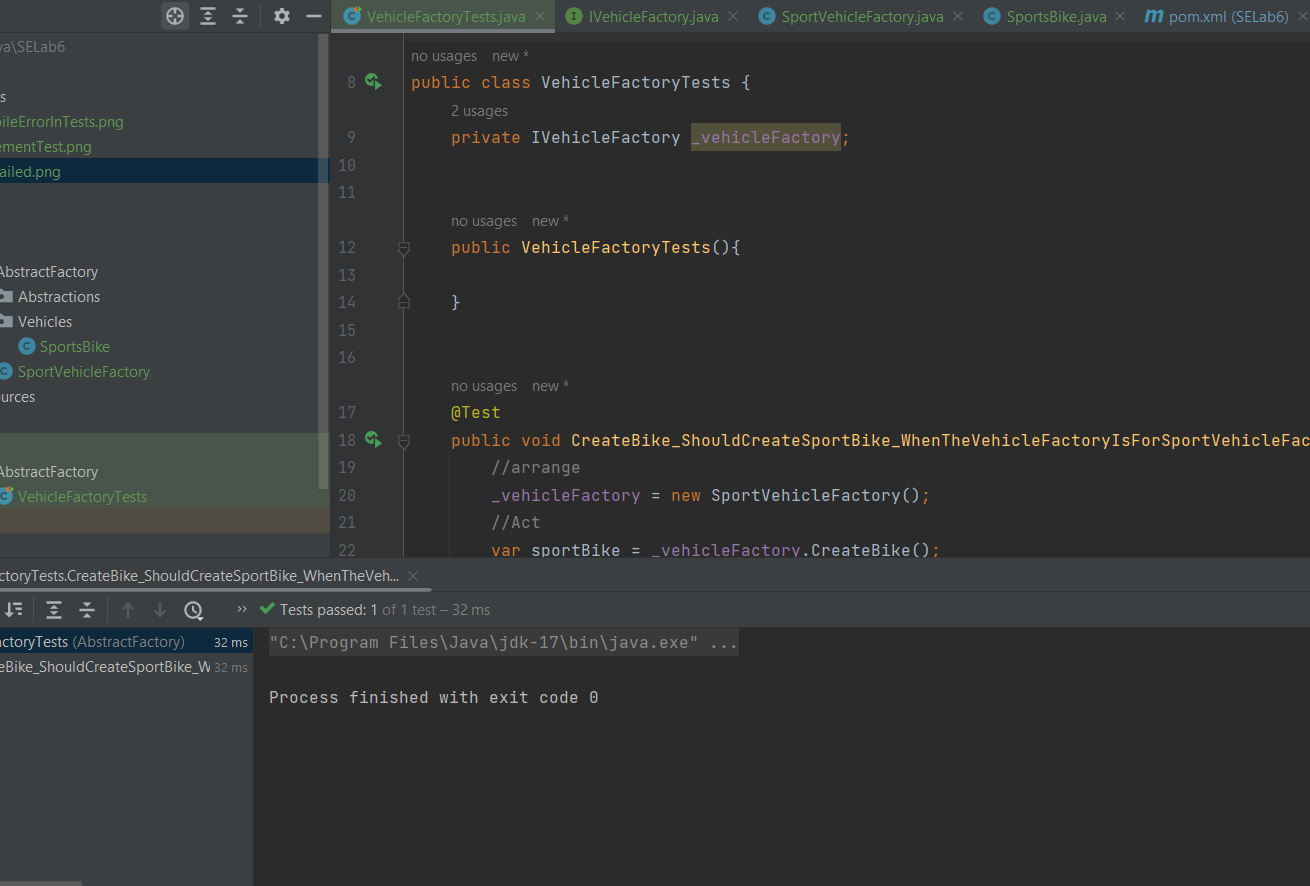 VehicleFactoryTests.java IVehicleFactory.java SportVehicleFactory.java SportsBike.java pom.xml (SELab6)
va\SELab6
s
pileErrorInTests.png
ementTest.png
ailed.png
AbstractFactory
Abstractions
Vehicles
SportsBike
SportVehicleFactory
ources
AbstractFactory
VehicleFactoryTests
no usages new *
8 public class VehicleFactoryTests {
2 usages
9 private IVehicleFactory _vehicleFactory;
10
11
no usages new *
12 public VehicleFactoryTests(){
13
14 }
15
16
no usages new *
17 @Test
18 public void CreateBike_ShouldCreateSportBike_WhenTheVehicleFactoryIsForSportVehicleFac
19 //arrange
20 _vehicleFactory = new SportVehicleFactory();
21 //Act
22 var sportBike = _vehicleFactory.CreateBike();
ctoryTests.CreateBike_ShouldCreateSportBike_WhenTheVeh...
Tests passed: 1 of 1 test – 32 ms
actoryTests (AbstractFactory) 32 ms
eBike_ShouldCreateSportBike_W 32 ms
"C:\Program Files\Java\jdk-17\bin\java.exe" ...
Process finished with exit code 0